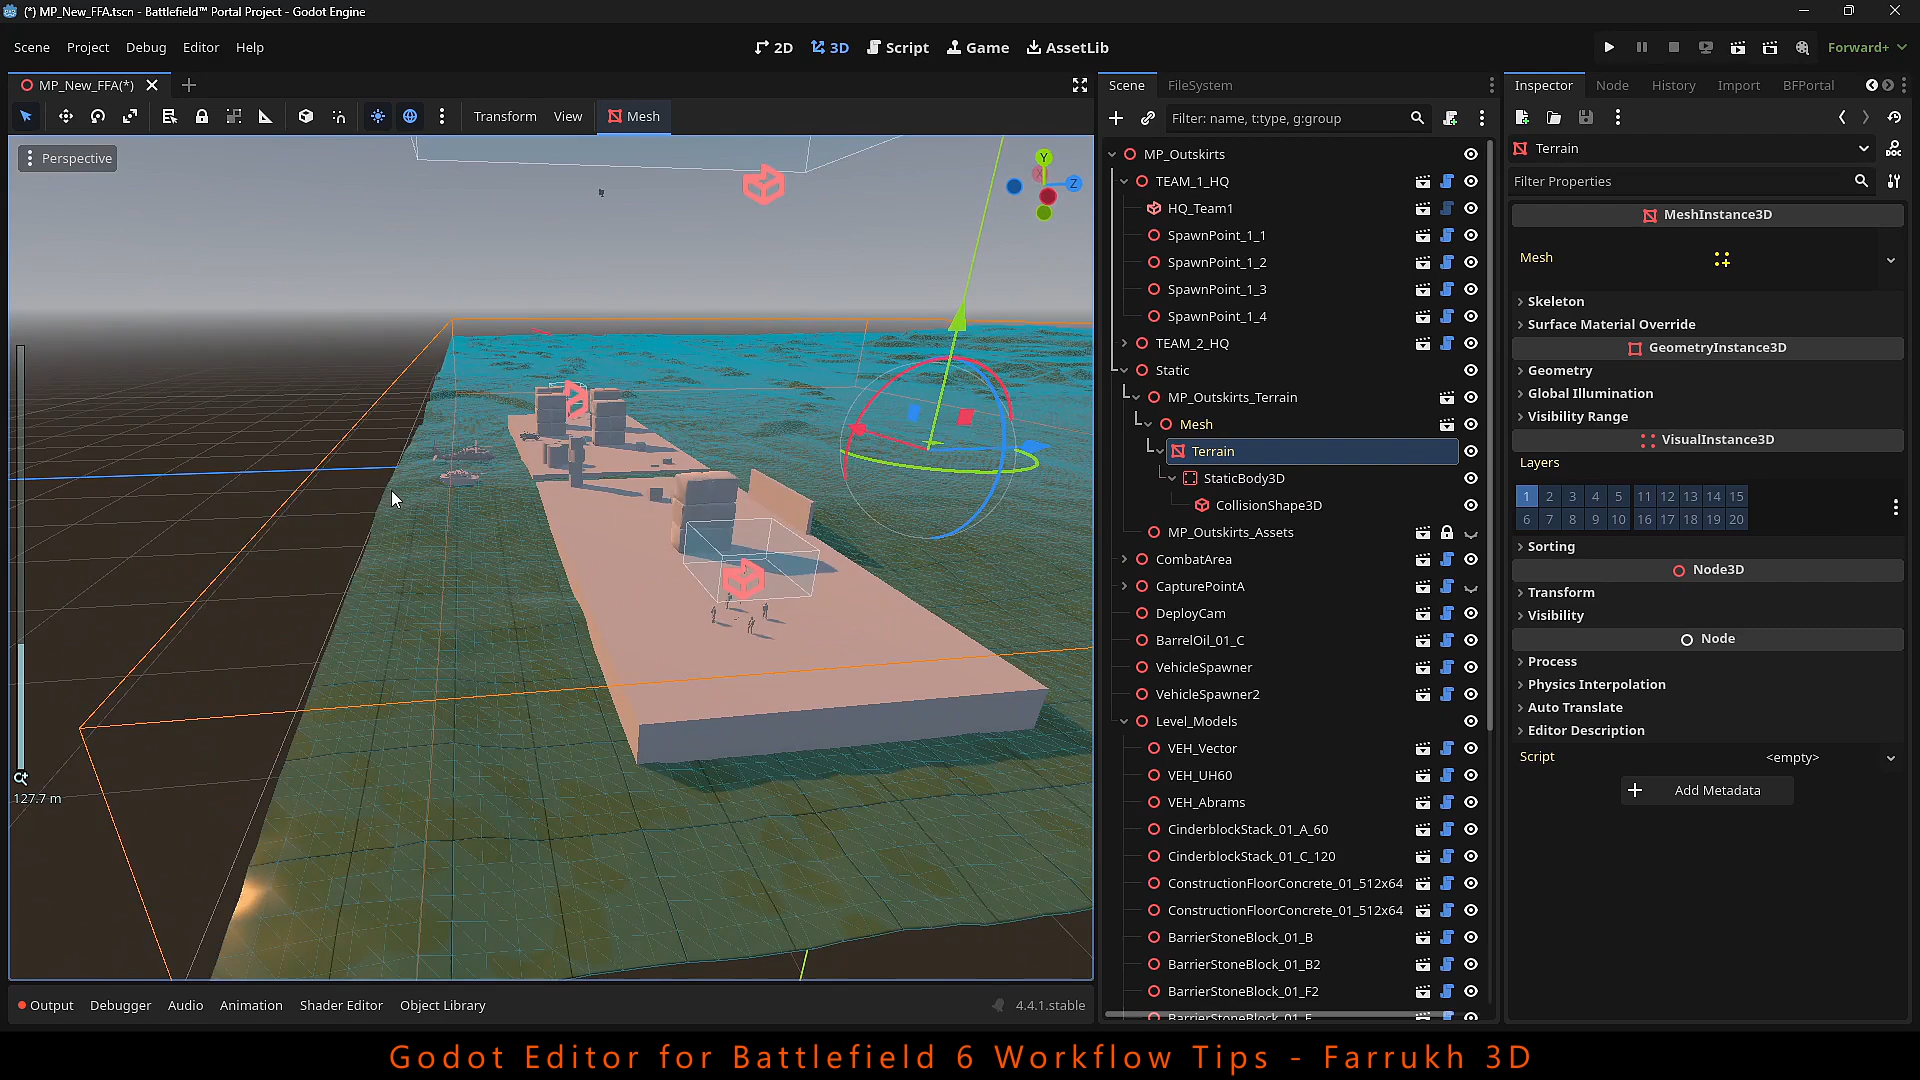 (*) MP_New_FFA.tscn - Battlefield™ Portal Project - Godot Engine
Scene Project Debug Editor Help
2D 3D Script Game AssetLib
Forward+
MP_New_FFA(*)
Transform View Mesh
Perspective
Y
X
Z
127.7 m
Output Debugger Audio Animation Shader Editor Object Library
4.4.1.stable
Scene FileSystem
Filter: name, t:type, g:group
MP_Outskirts
TEAM_1_HQ
HQ_Team1
SpawnPoint_1_1
SpawnPoint_1_2
SpawnPoint_1_3
SpawnPoint_1_4
TEAM_2_HQ
Static
MP_Outskirts_Terrain
Mesh
Terrain
StaticBody3D
CollisionShape3D
MP_Outskirts_Assets
CombatArea
CapturePointA
DeployCam
BarrelOil_01_C
VehicleSpawner
VehicleSpawner2
Level_Models
VEH_Vector
VEH_UH60
VEH_Abrams
CinderblockStack_01_A_60
CinderblockStack_01_C_120
ConstructionFloorConcrete_01_512x64
ConstructionFloorConcrete_01_512x64
BarrierStoneBlock_01_B
BarrierStoneBlock_01_B2
BarrierStoneBlock_01_F2
Inspector Node History Import BFPortal
Terrain
DOC
Filter Properties
MeshInstance3D
Mesh
Skeleton
Surface Material Override
GeometryInstance3D
Geometry
Global Illumination
Visibility Range
VisualInstance3D
Layers
1 2 3 4 5 11 12 13 14 15
6 7 8 9 10 16 17 18 19 20
Sorting
Node3D
Transform
Visibility
Node
Process
Physics Interpolation
Auto Translate
Editor Description
Script <empty>
Add Metadata
Godot Editor for Battlefield 6 Workflow Tips - Farrukh 3D